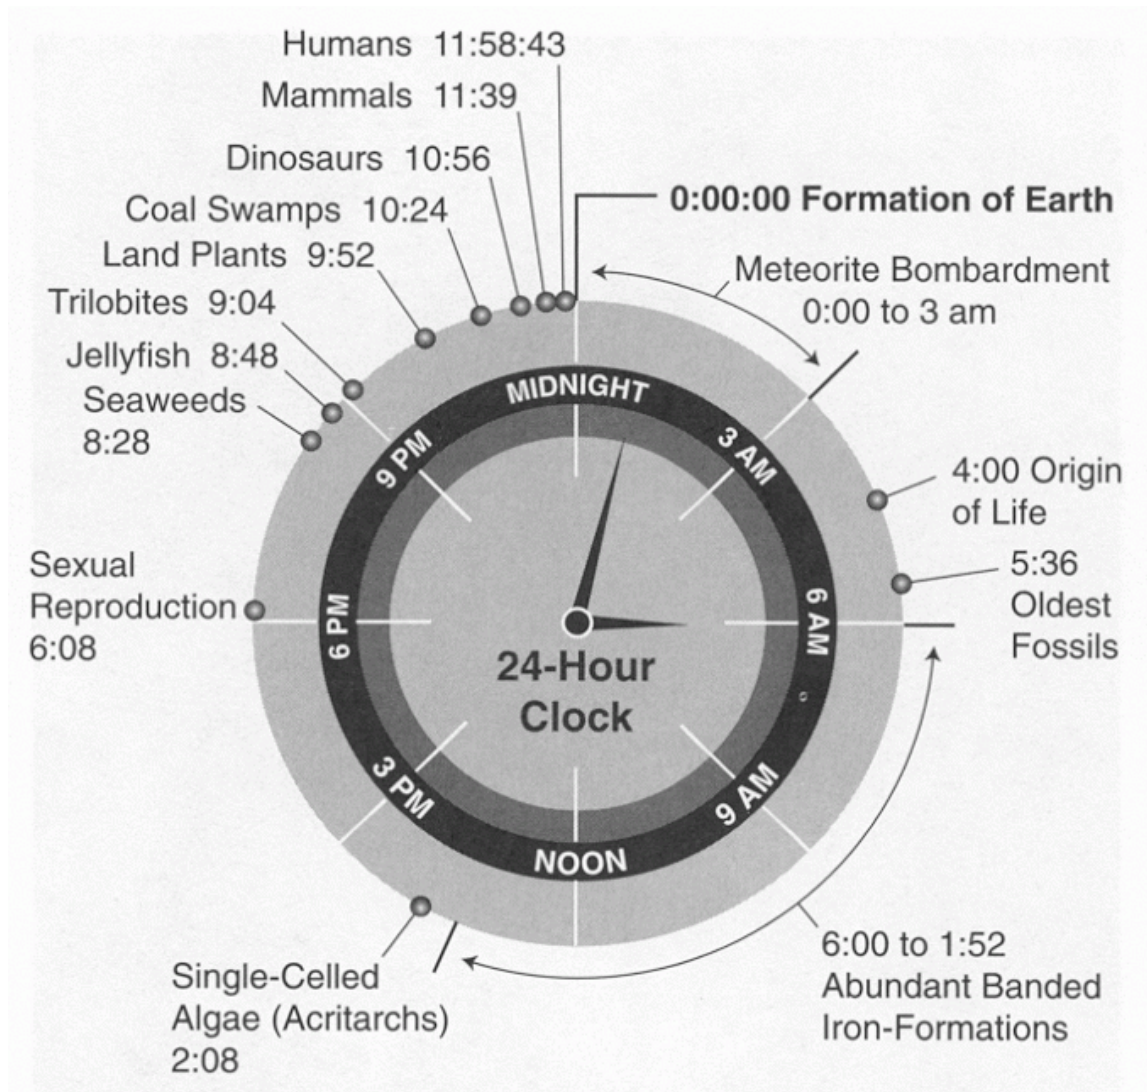 Humans 11:58:43
Mammals 11:39
Dinosaurs 10:56
Coal Swamps 10:24
Land Plants 9:52
Trilobites 9:04
Jellyfish 8:48
Seaweeds
8:28
0:00:00 Formation of Earth
Meteorite Bombardment
0:00 to 3 am
4:00 Origin
of Life
5:36
Oldest
Fossils
MIDNIGHT
3 AM
6 AM
9 AM
NOON
3 PM
6 PM
9 PM
24-Hour
Clock
Sexual
Reproduction
6:08
Single-Celled
Algae (Acritarchs)
2:08
6:00 to 1:52
Abundant Banded
Iron-Formations